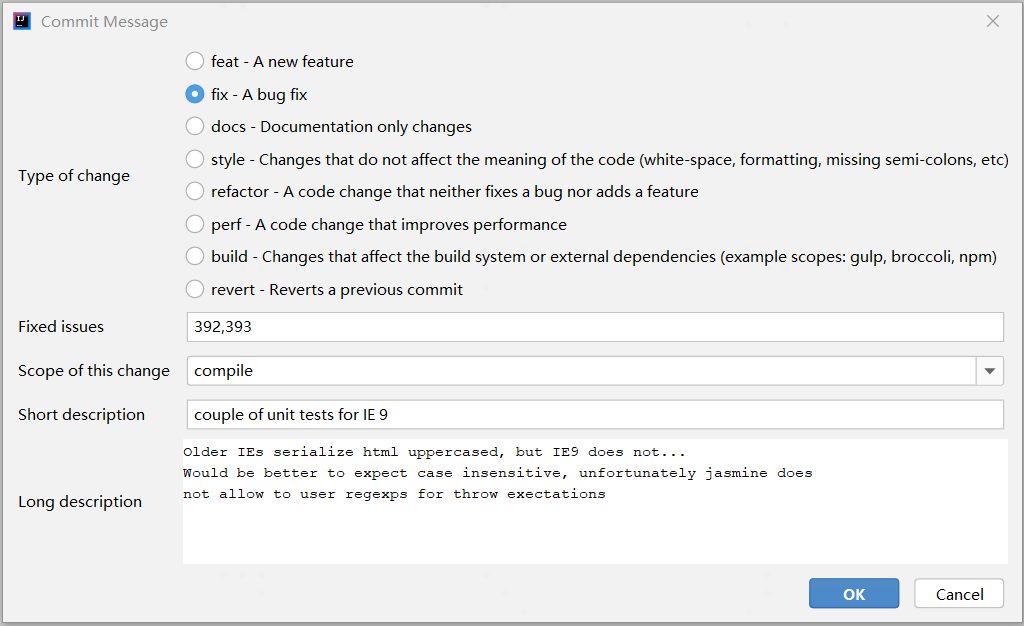 Commit Message
feat - A new feature
fix - A bug fix
docs - Documentation only changes
style - Changes that do not affect the meaning of the code (white-space, formatting, missing semi-colons, etc)
Type of change
refactor - A code change that neither fixes a bug nor adds a feature
perf - A code change that improves performance
build - Changes that affect the build system or external dependencies (example scopes: gulp, broccoli, npm)
revert - Reverts a previous commit
Fixed issues 392,393
Scope of this change compile
Short description couple of unit tests for IE 9
Older IEs serialize html uppercased, but IE9 does not...
Would be better to expect case insensitive, unfortunately jasmine does
not allow to user regexps for throw exectations
Long description
OK Cancel